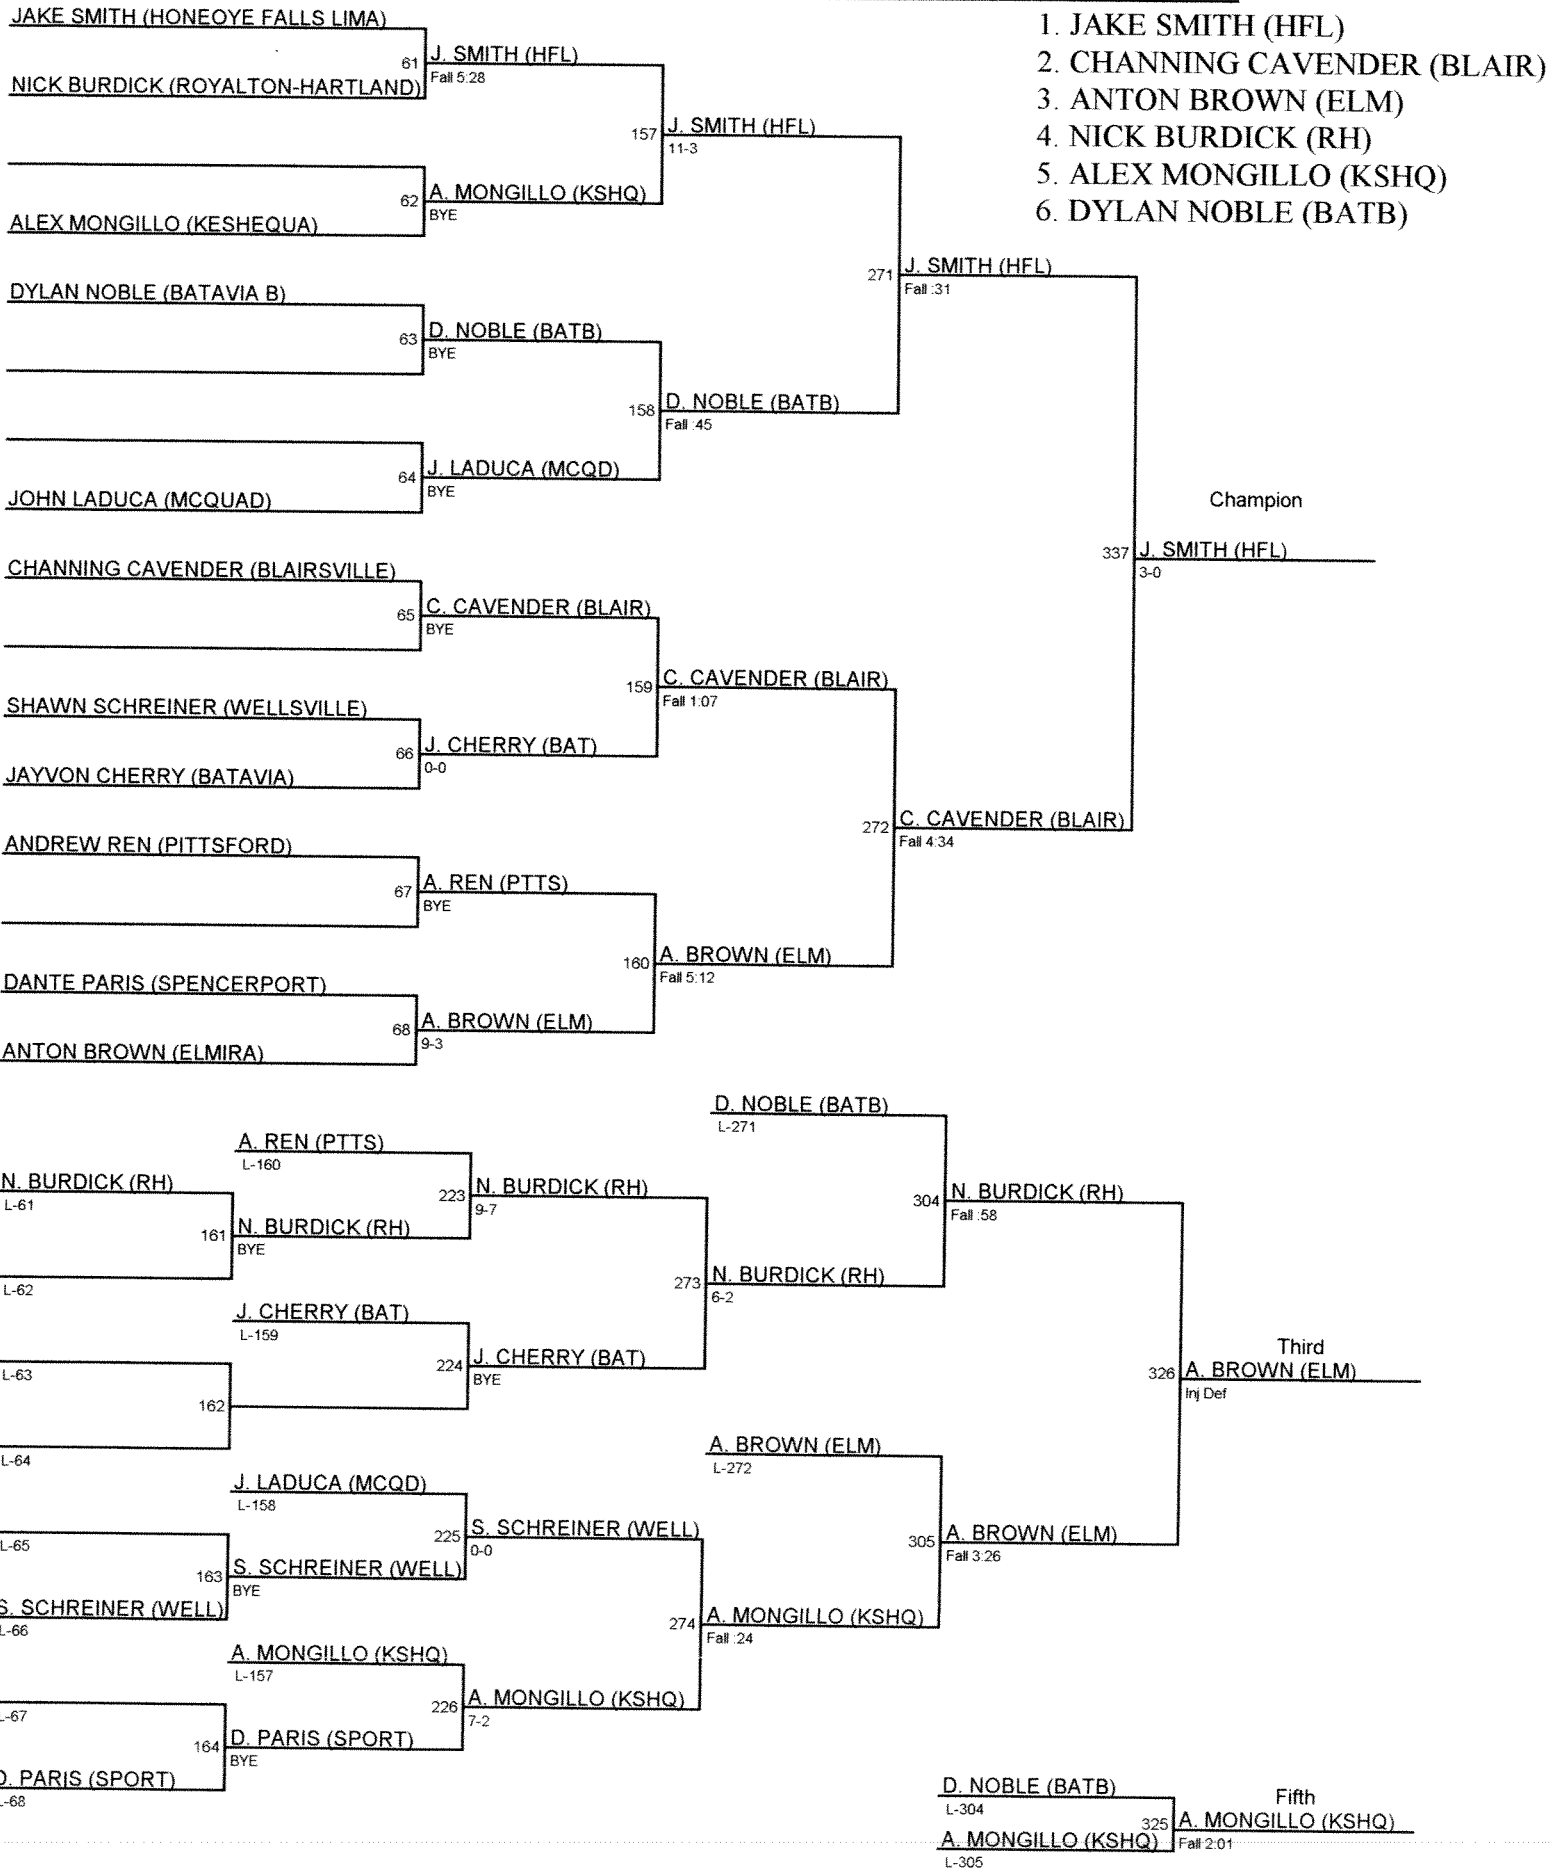 JAKE SMITH (HONEOYE FALLS LIMA)
61
J. SMITH (HFL)
Fall 5:28
NICK BURDICK (ROYALTON-HARTLAND)
157
J. SMITH (HFL)
11-3
62
A. MONGILLO (KSHQ)
BYE
ALEX MONGILLO (KESHEQUA)
271
J. SMITH (HFL)
Fall :31
DYLAN NOBLE (BATAVIA B)
63
D. NOBLE (BATB)
BYE
158
D. NOBLE (BATB)
Fall :45
64
J. LADUCA (MCQD)
BYE
JOHN LADUCA (MCQUAD)
Champion
337
J. SMITH (HFL)
3-0
CHANNING CAVENDER (BLAIRSVILLE)
65
C. CAVENDER (BLAIR)
BYE
159
C. CAVENDER (BLAIR)
Fall 1:07
SHAWN SCHREINER (WELLSVILLE)
66
J. CHERRY (BAT)
0-0
JAYVON CHERRY (BATAVIA)
272
C. CAVENDER (BLAIR)
Fall 4:34
ANDREW REN (PITTSFORD)
67
A. REN (PTTS)
BYE
160
A. BROWN (ELM)
Fall 5:12
DANTE PARIS (SPENCERPORT)
68
A. BROWN (ELM)
9-3
ANTON BROWN (ELMIRA)
1. JAKE SMITH (HFL)
2. CHANNING CAVENDER (BLAIR)
3. ANTON BROWN (ELM)
4. NICK BURDICK (RH)
5. ALEX MONGILLO (KSHQ)
6. DYLAN NOBLE (BATB)
D. NOBLE (BATB)
L-271
A. REN (PTTS)
L-160
N. BURDICK (RH)
L-61
223
N. BURDICK (RH)
9-7
304
N. BURDICK (RH)
Fall :58
161
N. BURDICK (RH)
BYE
L-62
273
N. BURDICK (RH)
6-2
J. CHERRY (BAT)
L-159
L-63
224
J. CHERRY (BAT)
BYE
162
L-64
Third
326
A. BROWN (ELM)
Inj Def
A. BROWN (ELM)
L-272
J. LADUCA (MCQD)
L-158
L-65
225
S. SCHREINER (WELL)
0-0
305
A. BROWN (ELM)
Fall 3:26
163
S. SCHREINER (WELL)
BYE
S. SCHREINER (WELL)
L-66
274
A. MONGILLO (KSHQ)
Fall :24
A. MONGILLO (KSHQ)
L-157
L-67
226
A. MONGILLO (KSHQ)
7-2
164
D. PARIS (SPORT)
BYE
D. PARIS (SPORT)
L-68
D. NOBLE (BATB)
L-304
Fifth
325
A. MONGILLO (KSHQ)
Fall 2:01
A. MONGILLO (KSHQ)
L-305